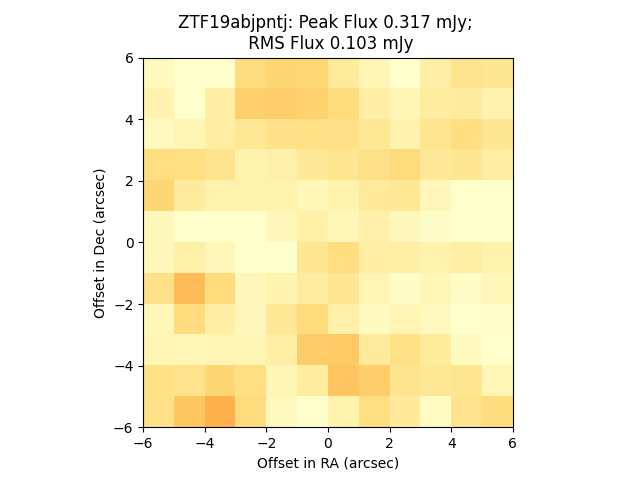 ZTF19abjpntj: Peak Flux 0.317 mJy;
RMS Flux 0.103 mJy
6
4
2
0
−2
−4
−6
Offset in Dec (arcsec)
−6 −4 −2 0 2 4 6
Offset in RA (arcsec)